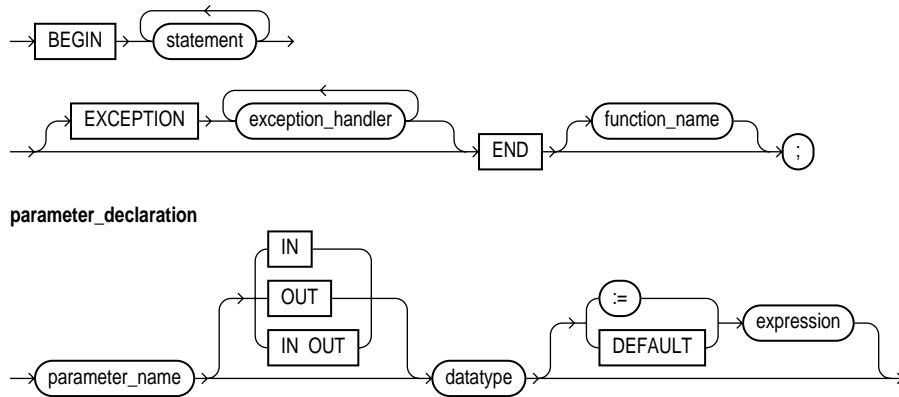 BEGIN statement
EXCEPTION exception_handler END function_name ;
parameter_declaration
IN
OUT :=
IN OUT DEFAULT expression
parameter_name datatype